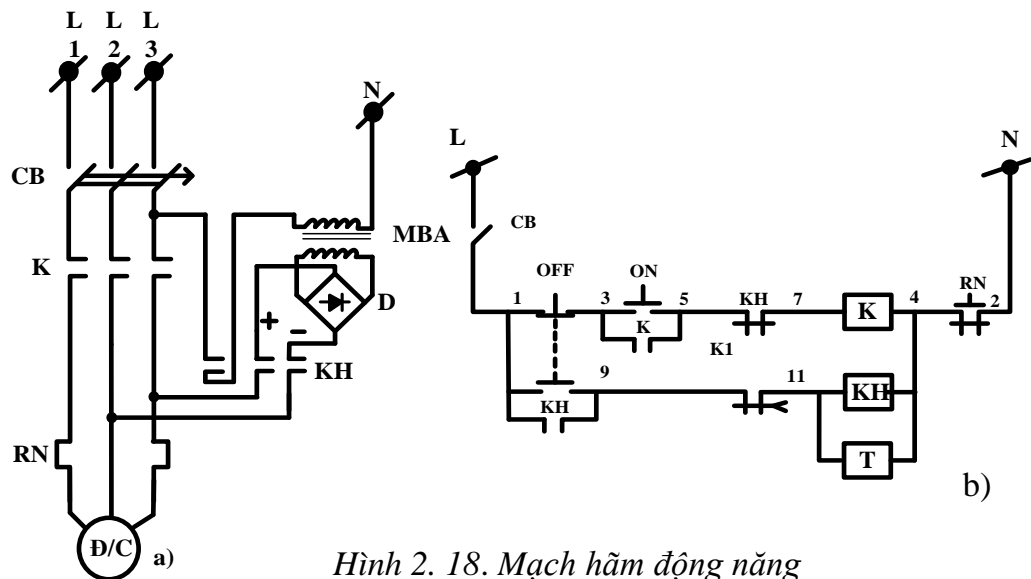 L L L
1 2 3
N
L
N
CB
CB
MBA
OFF ON RN
K
1 3 5 KH 7 K 4 2
D
+ -
K K1
KH
9 11 KH
KH
RN
T
b)
Đ/C a)
Hình 2. 18. Mạch hãm động năng